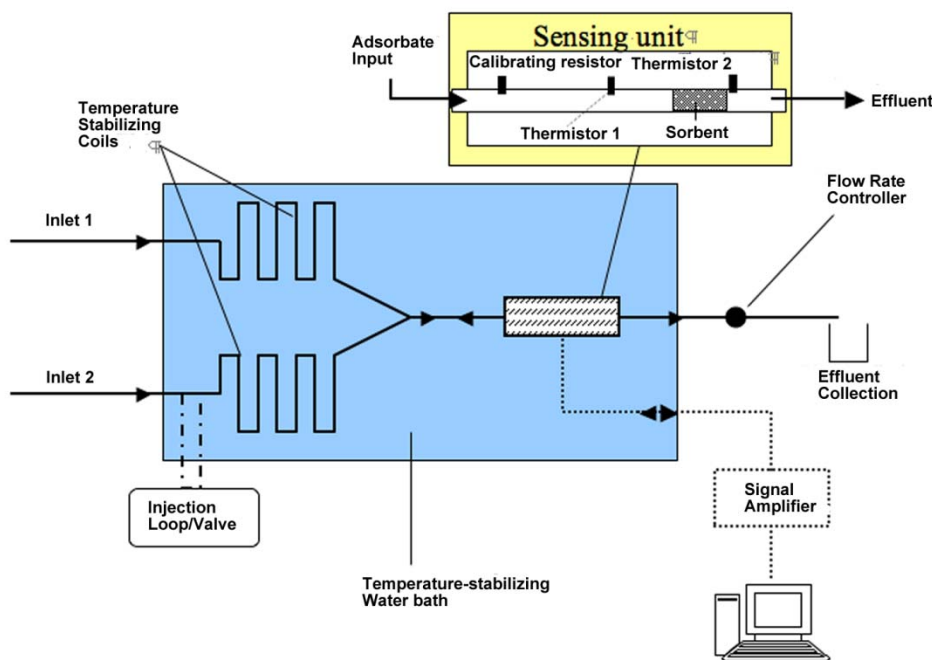 Sensing unit¶
Adsorbate
Input
Calibrating resistor
Thermistor 2
¶
Effluent
Thermistor 1
Sorbent
Temperature
Stabilizing
Coils
¶
Flow Rate
Controller
Inlet 1
Inlet 2
Effluent
Collection
Injection
Loop/Valve
Signal
Amplifier
Temperature-stabilizing
Water bath